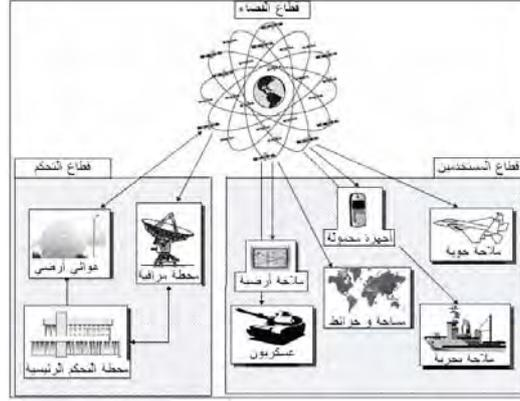 قطاع الفضاء
قطاع المستخدمين
قطاع التحكم
ملاحة جوية
أجهزة محمولة
ملاحة أرضية
محطة مراقبة
هوائي أرضي
ملاحة بحرية
مساحة و خرائط
عسكريون
محطة التحكم الرئيسية